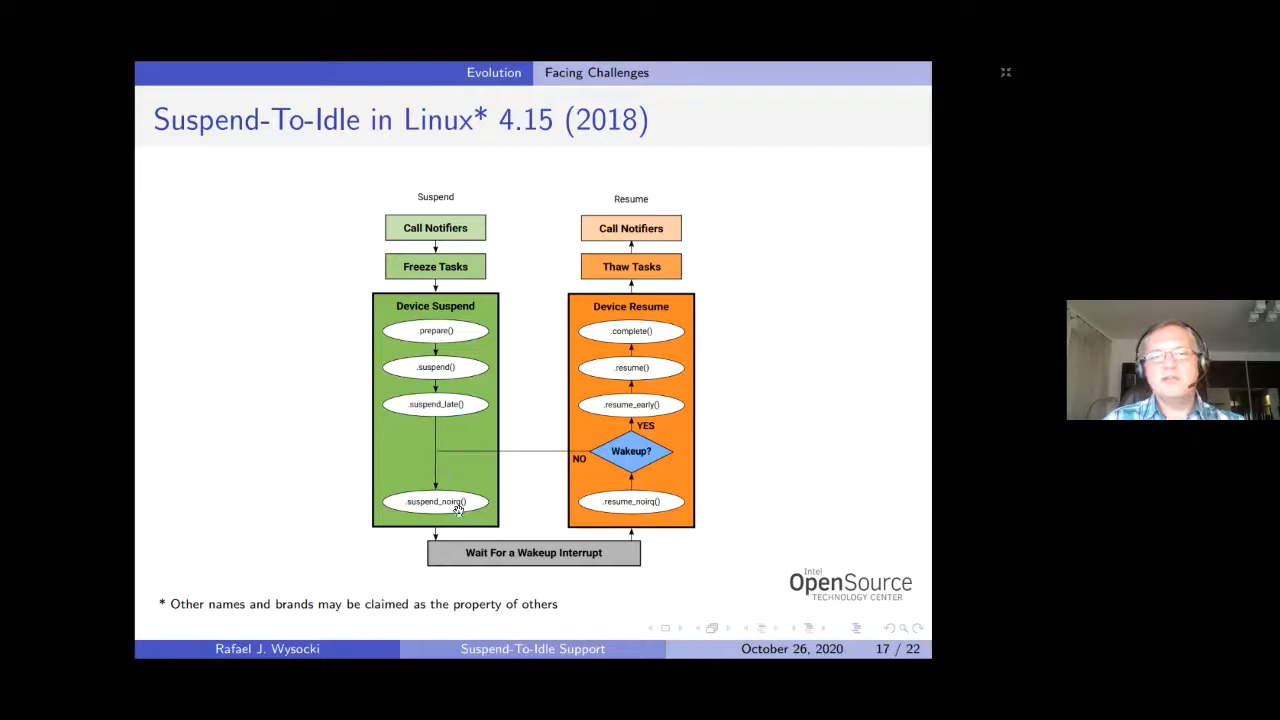 Evolution Facing Challenges
Suspend-To-Idle in Linux* 4.15 (2018)
Suspend
Resume
Call Notifiers
Call Notifiers
Freeze Tasks
Thaw Tasks
Device Suspend
Device Resume
.prepare()
.complete()
.suspend()
.resume()
.suspend_late()
.resume_early()
YES
Wakeup?
NO
.suspend_noirq()
.resume_noirq()
Wait For a Wakeup Interrupt
Intel
OpenSource
TECHNOLOGY CENTER
* Other names and brands may be claimed as the property of others
Rafael J. Wysocki Suspend-To-Idle Support October 26, 2020 17 / 22